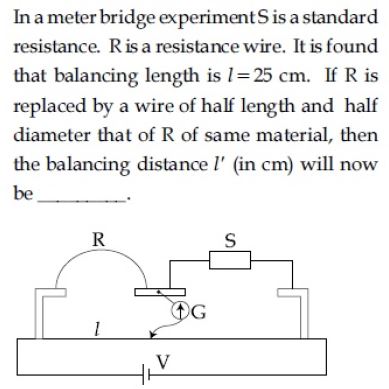 In a meter bridge experiment S is a standard
resistance. R is a resistance wire. It is found
that balancing length is l = 25 cm. If R is
replaced by a wire of half length and half
diameter that of R of same material, then
the balancing distance l' (in cm) will now
be ________.
R
S
G
l
V